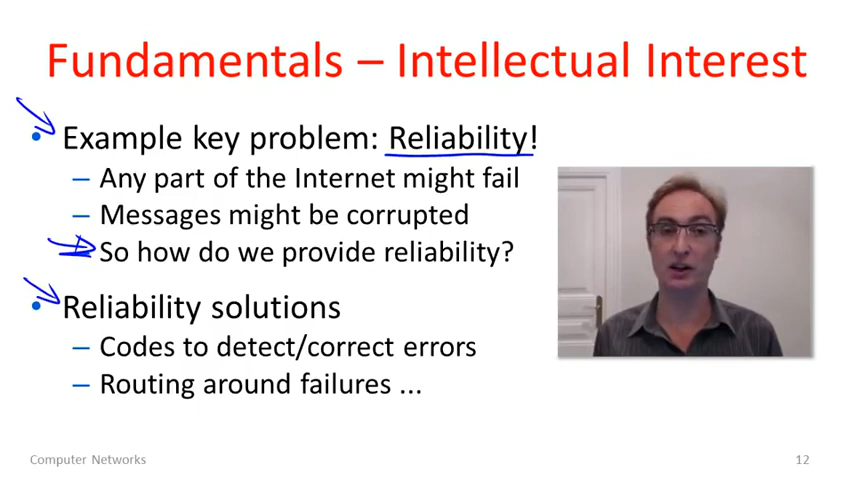 Fundamentals – Intellectual Interest
• Example key problem: Reliability!
– Any part of the Internet might fail
– Messages might be corrupted
– So how do we provide reliability?
• Reliability solutions
– Codes to detect/correct errors
– Routing around failures ...
Computer Networks
12